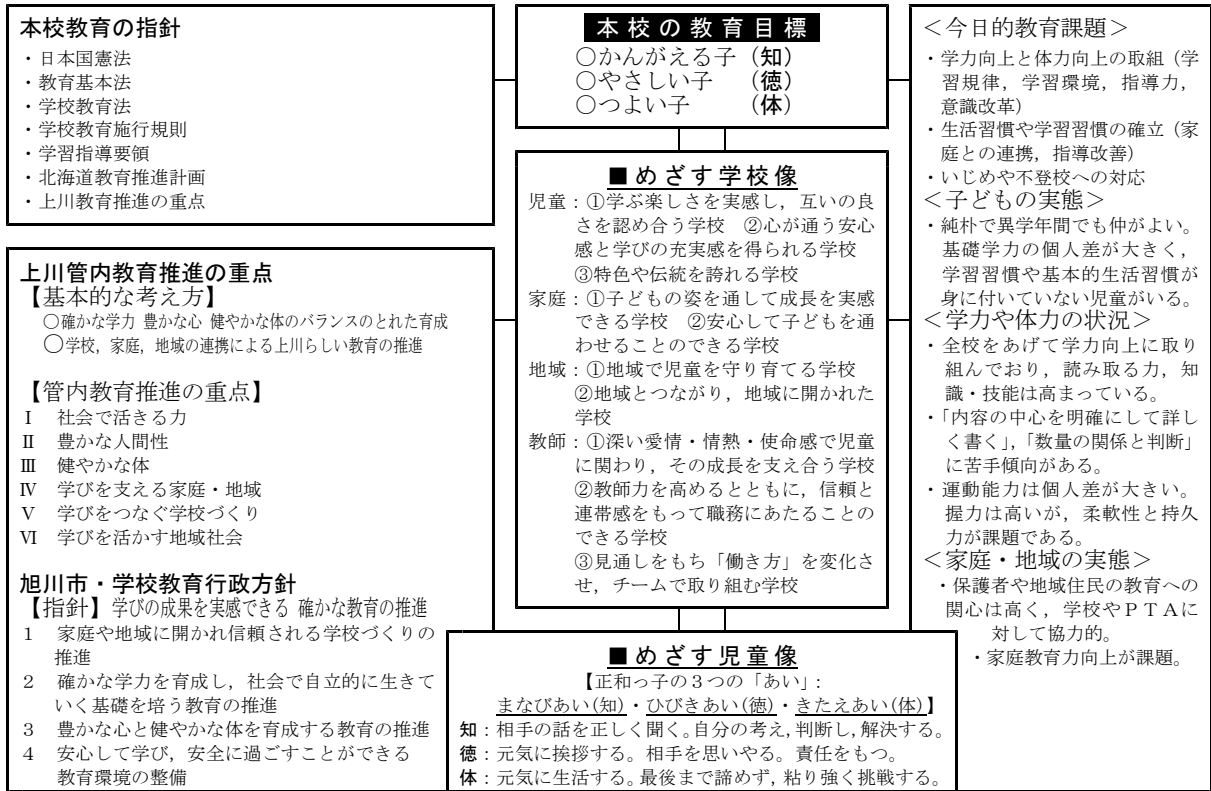 本校教育の指針
・日本国憲法
・教育基本法
・学校教育法
・学校教育施行規則
・学習指導要領
・北海道教育推進計画
・上川教育推進の重点
上川管内教育推進の重点
【基本的な考え方】
○確かな学力 豊かな心 健やかな体のバランスのとれた育成
○学校，家庭，地域の連携による上川らしい教育の推進
【管内教育推進の重点】
Ⅰ 社会で活きる力
Ⅱ 豊かな人間性
Ⅲ 健やかな体
Ⅳ 学びを支える家庭・地域
Ⅴ 学びをつなぐ学校づくり
Ⅵ 学びを活かす地域社会
旭川市・学校教育行政方針
【指針】学びの成果を実感できる 確かな教育の推進
1 家庭や地域に開かれ信頼される学校づくりの
推進
2 確かな学力を育成し，社会で自立的に生きて
いく基礎を培う教育の推進
3 豊かな心と健やかな体を育成する教育の推進
4 安心して学び，安全に過ごすことができる
教育環境の整備
本校の教育目標
○かんがえる子（知）
○やさしい子　（徳）
○つよい子　　（体）
■めざす学校像
児童：①学ぶ楽しさを実感し，互いの良
さを認め合う学校　②心が通う安心
感と学びの充実感を得られる学校
③特色や伝統を誇れる学校
家庭：①子どもの姿を通して成長を実感
できる学校　②安心して子どもを通
わせることのできる学校
地域：①地域で児童を守り育てる学校
②地域とつながり，地域に開かれた
学校
教師：①深い愛情・情熱・使命感で児童
に関わり，その成長を支え合う学校
②教師力を高めるとともに，信頼と
連帯感をもって職務にあたることの
できる学校
③見通しをもち「働き方」を変化さ
せ，チームで取り組む学校
■めざす児童像
【正和っ子の３つの「あい」：
まなびあい(知)・ひびきあい(徳)・きたえあい(体)】
知：相手の話を正しく聞く。自分の考え，判断し，解決する。
徳：元気に挨拶する。相手を思いやる。責任をもつ。
体：元気に生活する。最後まで諦めず，粘り強く挑戦する。
＜今日的教育課題＞
・学力向上と体力向上の取組（学
習規律，学習環境，指導力，
意識改革）
・生活習慣や学習習慣の確立（家
庭との連携，指導改善）
・いじめや不登校への対応
＜子どもの実態＞
・純朴で異学年間でも仲がよい。
基礎学力の個人差が大きく，
学習習慣や基本的生活習慣が
身に付いていない児童がいる。
＜学力や体力の状況＞
・全校をあげて学力向上に取り
組んでおり，読み取る力，知
識・技能は高まっている。
・「内容の中心を明確にして詳し
く書く」，「数量の関係と判断」
に苦手傾向がある。
・運動能力は個人差が大きい。
握力は高いが，柔軟性と持久
力が課題である。
＜家庭・地域の実態＞
・保護者や地域住民の教育への
関心は高く，学校やＰＴＡに
対して協力的。
・家庭教育力向上が課題。